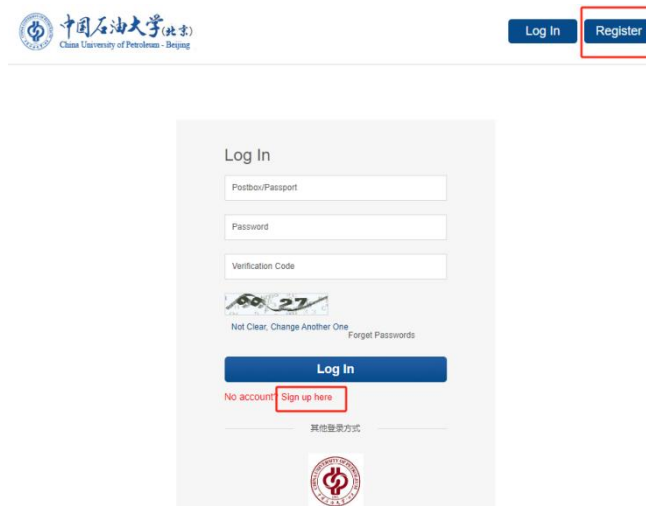 中国石油大学(北京)
China University of Petroleum - Beijing
Log In
Register
Log In
Postbox/Passport
Password
Verification Code
Not Clear, Change Another One
Forget Passwords
Log In
No account? Sign up here
其他登录方式